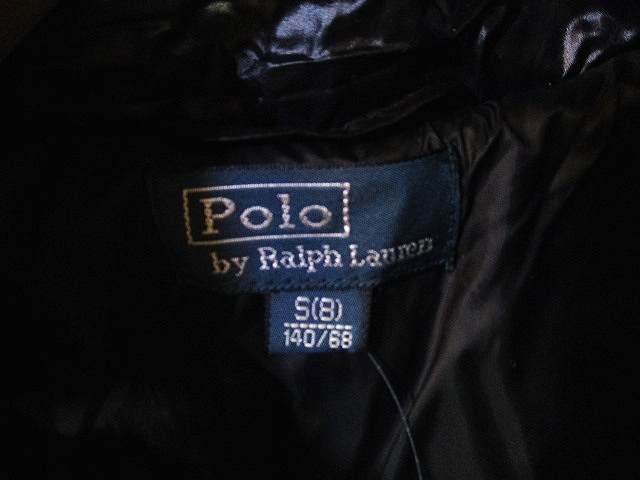 Polo
by Ralph Lauren
S(8)
140/68